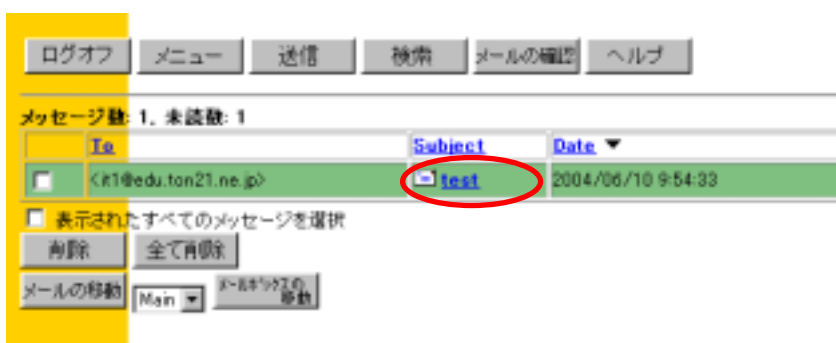 ログオフ メニュー 送信 検索 メールの確認 ヘルプ
メッセージ数: 1, 未読数: 1
To Subject Date ▼
<it1@edu.ton21.ne.jp> test 2004/06/10 9:54:33
表示されたすべてのメッセージを選択
削除 全て削除
メールの移動 Main メールボックスの移動